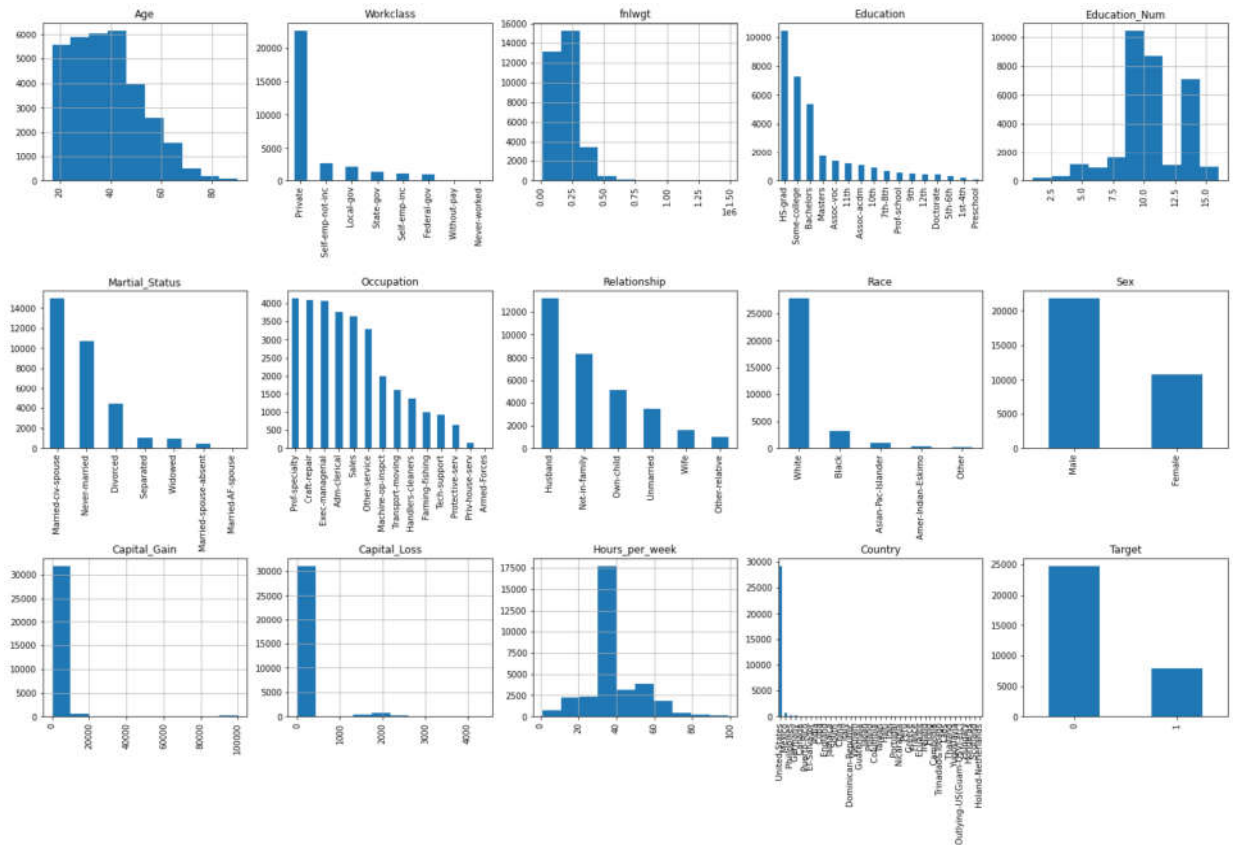 Age
6000
5000
4000
3000
2000
1000
0
20
40
60
80
Workclass
20000
15000
10000
5000
0
Private
Self-emp-not-inc
Local-gov
State-gov
Self-emp-inc
Federal-gov
Without-pay
Never-worked
fnlwgt
16000
14000
12000
10000
8000
6000
4000
2000
0
0.00
0.25
0.50
0.75
1.00
1.25
1.50
1e6
Education
10000
8000
6000
4000
2000
0
HS-grad
Some-college
Bachelors
Masters
Assoc-voc
11th
Assoc-acdm
10th
7th-8th
Prof-school
9th
12th
Doctorate
5th-6th
1st-4th
Preschool
Education_Num
10000
8000
6000
4000
2000
0
2.5
5.0
7.5
10.0
12.5
15.0
Martial_Status
14000
12000
10000
8000
6000
4000
2000
0
Married-civ-spouse
Never-married
Divorced
Separated
Widowed
Married-spouse-absent
Married-AF-spouse
Occupation
4000
3500
3000
2500
2000
1500
1000
500
0
Prof-specialty
Craft-repair
Exec-managerial
Adm-clerical
Sales
Other-service
Machine-op-inspct
Transport-moving
Handlers-cleaners
Farming-fishing
Tech-support
Protective-serv
Priv-house-serv
Armed-Forces
Relationship
12000
10000
8000
6000
4000
2000
0
Husband
Not-in-family
Own-child
Unmarried
Wife
Other-relative
Race
25000
20000
15000
10000
5000
0
White
Black
Asian-Pac-Islander
Amer-Indian-Eskimo
Other
Sex
20000
15000
10000
5000
0
Male
Female
Capital_Gain
30000
25000
20000
15000
10000
5000
0
0
20000
40000
60000
80000
100000
Capital_Loss
30000
25000
20000
15000
10000
5000
0
0
1000
2000
3000
4000
Hours_per_week
17500
15000
12500
10000
7500
5000
2500
0
0
20
40
60
80
100
Country
30000
25000
20000
15000
10000
5000
0
United-States
Dominican-Republic
Holand-Netherlands
Target
25000
20000
15000
10000
5000
0
0
1